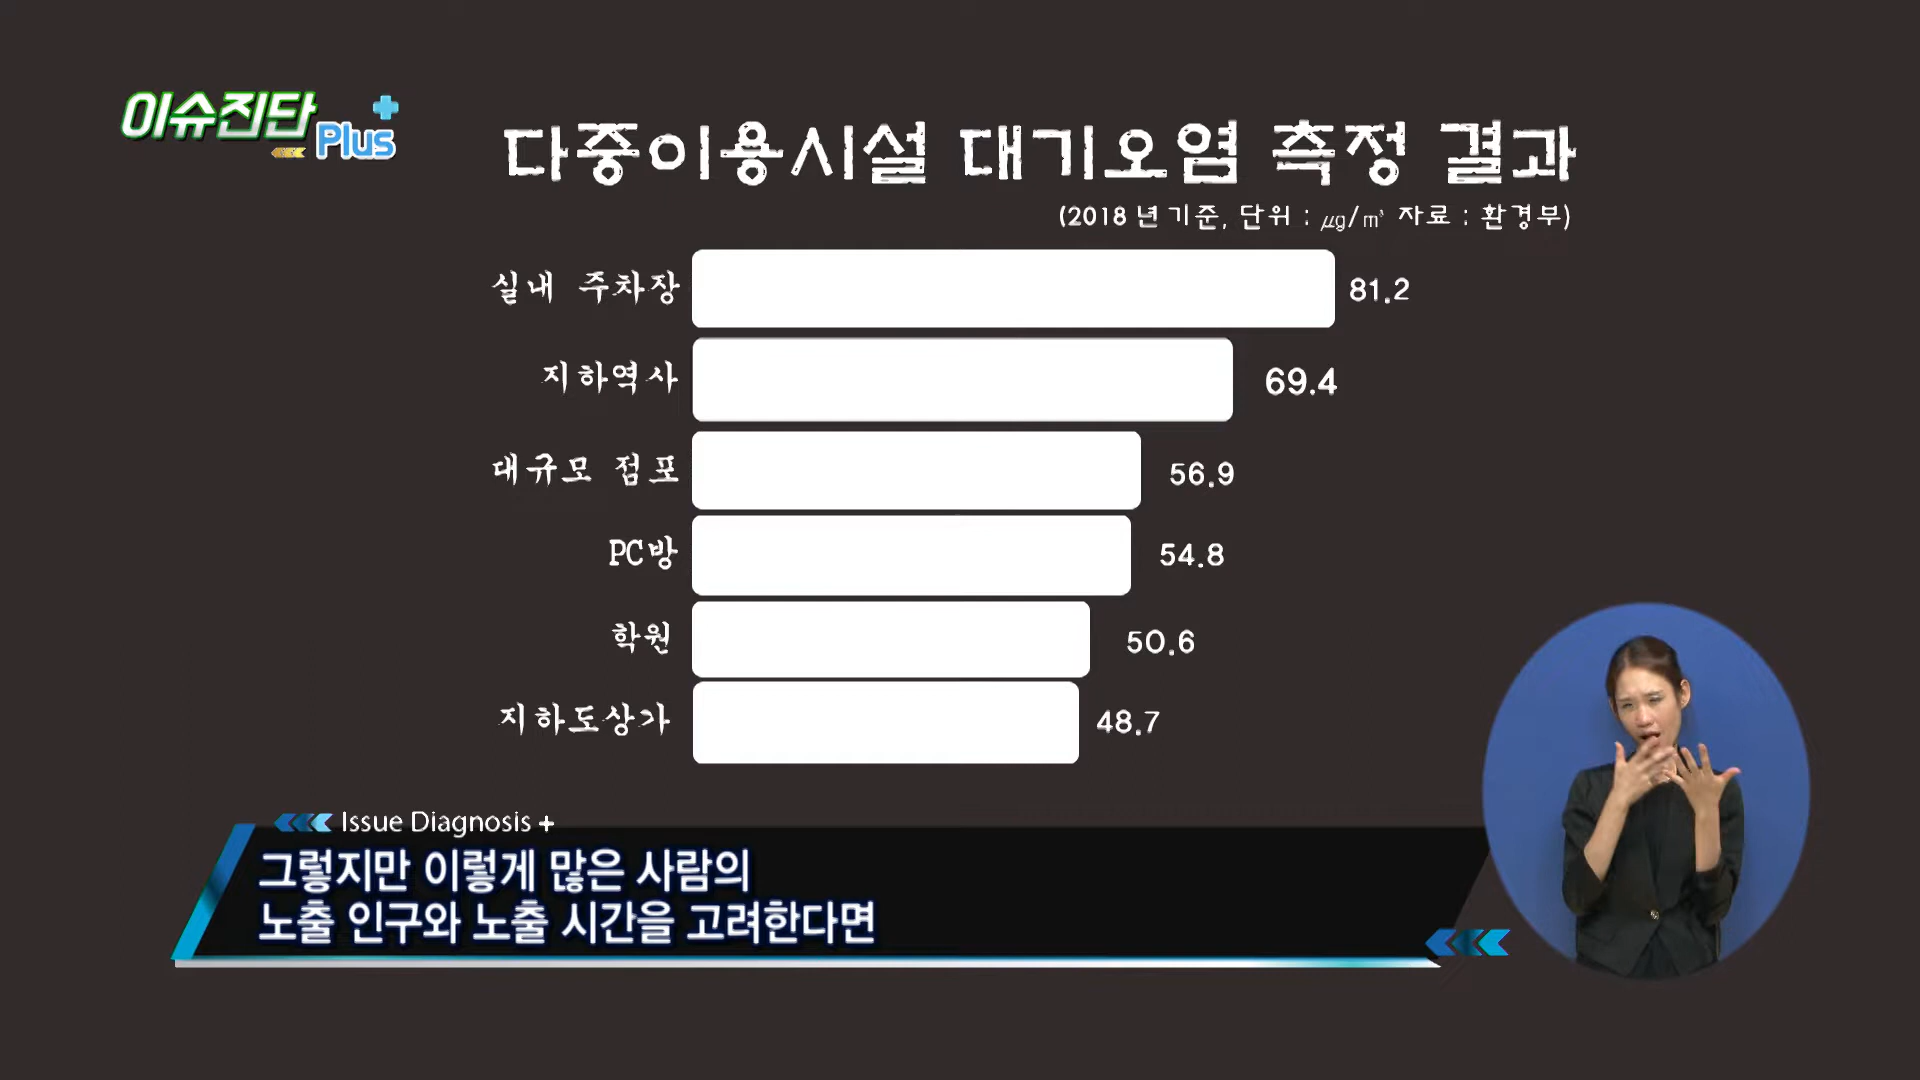 이슈진단
Plus
다중이용시설 대기오염 측정 결과
(2018년 기준, 단위 : ㎍/㎥ 자료 : 환경부)
실내 주차장 81.2
지하역사 69.4
대규모 점포 56.9
PC방 54.8
학원 50.6
지하도상가 48.7
Issue Diagnosis +
그렇지만 이렇게 많은 사람의
노출 인구와 노출 시간을 고려한다면